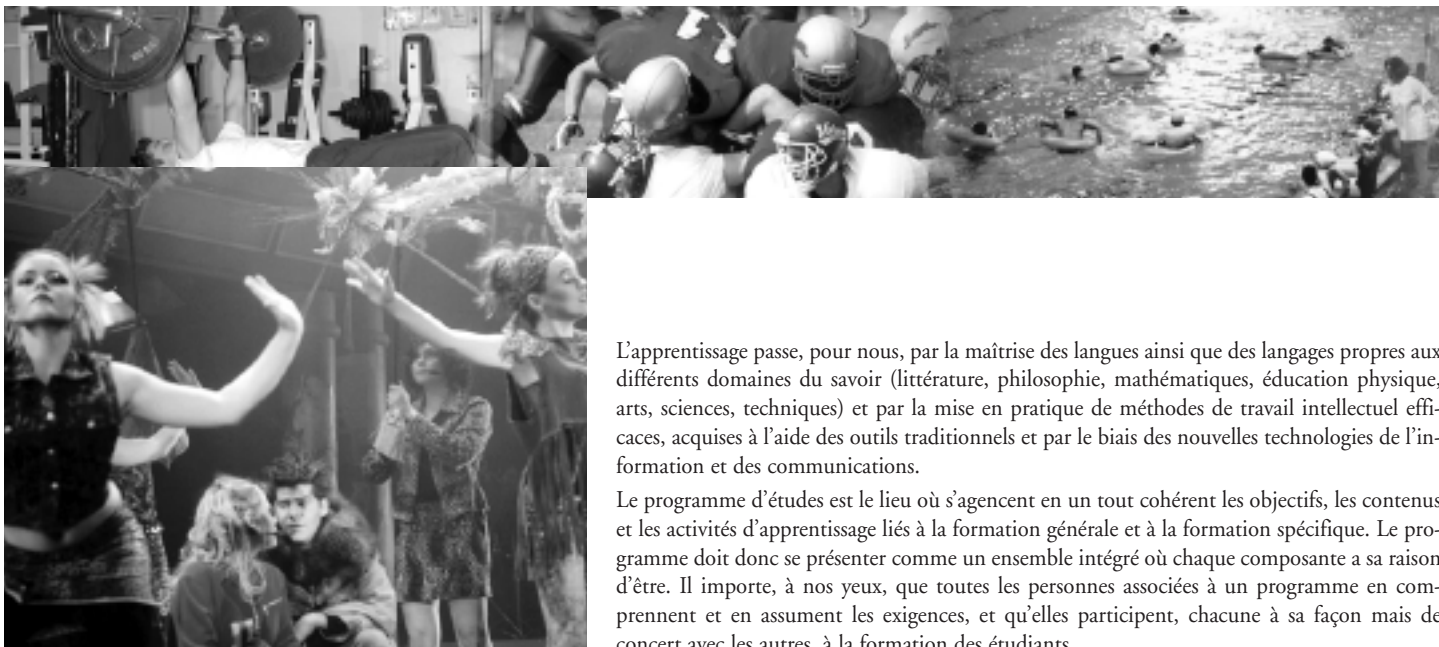 L'apprentissage passe, pour nous, par la maîtrise des langues ainsi que des langages propres aux
différents domaines du savoir (littérature, philosophie, mathématiques, éducation physique,
arts, sciences, techniques) et par la mise en pratique de méthodes de travail intellectuel effi-
caces, acquises à l'aide des outils traditionnels et par le biais des nouvelles technologies de l'in-
formation et des communications.
Le programme d'études est le lieu où s'agencent en un tout cohérent les objectifs, les contenus
et les activités d'apprentissage liés à la formation générale et à la formation spécifique. Le pro-
gramme doit donc se présenter comme un ensemble intégré où chaque composante a sa raison
d'être. Il importe, à nos yeux, que toutes les personnes associées à un programme en com-
prennent et en assument les exigences, et qu'elles participent, chacune à sa façon mais de
concert avec les autres, à la formation des étudiants.